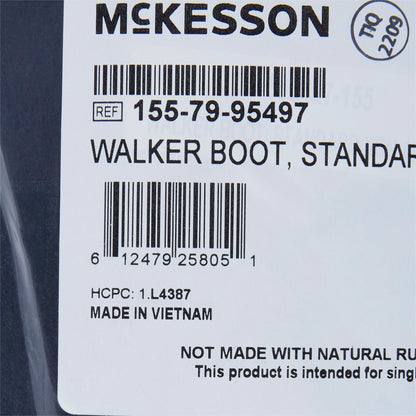 McKESSON
TIQ
2209
REF 155-79-95497
WALKER BOOT, STANDAR
6 12479 25805 1
HCPC: 1.L4387
MADE IN VIETNAM
NOT MADE WITH NATURAL RU
This product is intended for singl